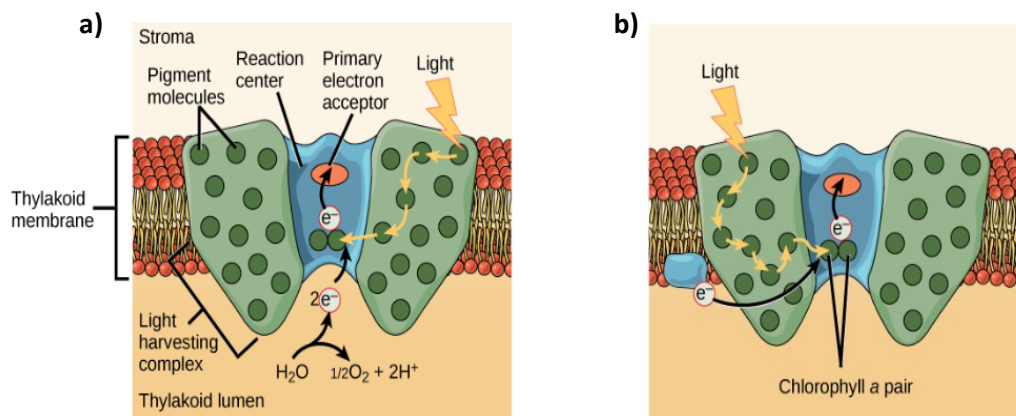 a)
Stroma
Pigment
molecules
Reaction
center
Primary
electron
acceptor
Light
Thylakoid
membrane
e⁻
2e⁻
Light
harvesting
complex
H₂O
1/2O₂ + 2H⁺
Thylakoid lumen
b)
Light
e⁻
e⁻
Chlorophyll a pair